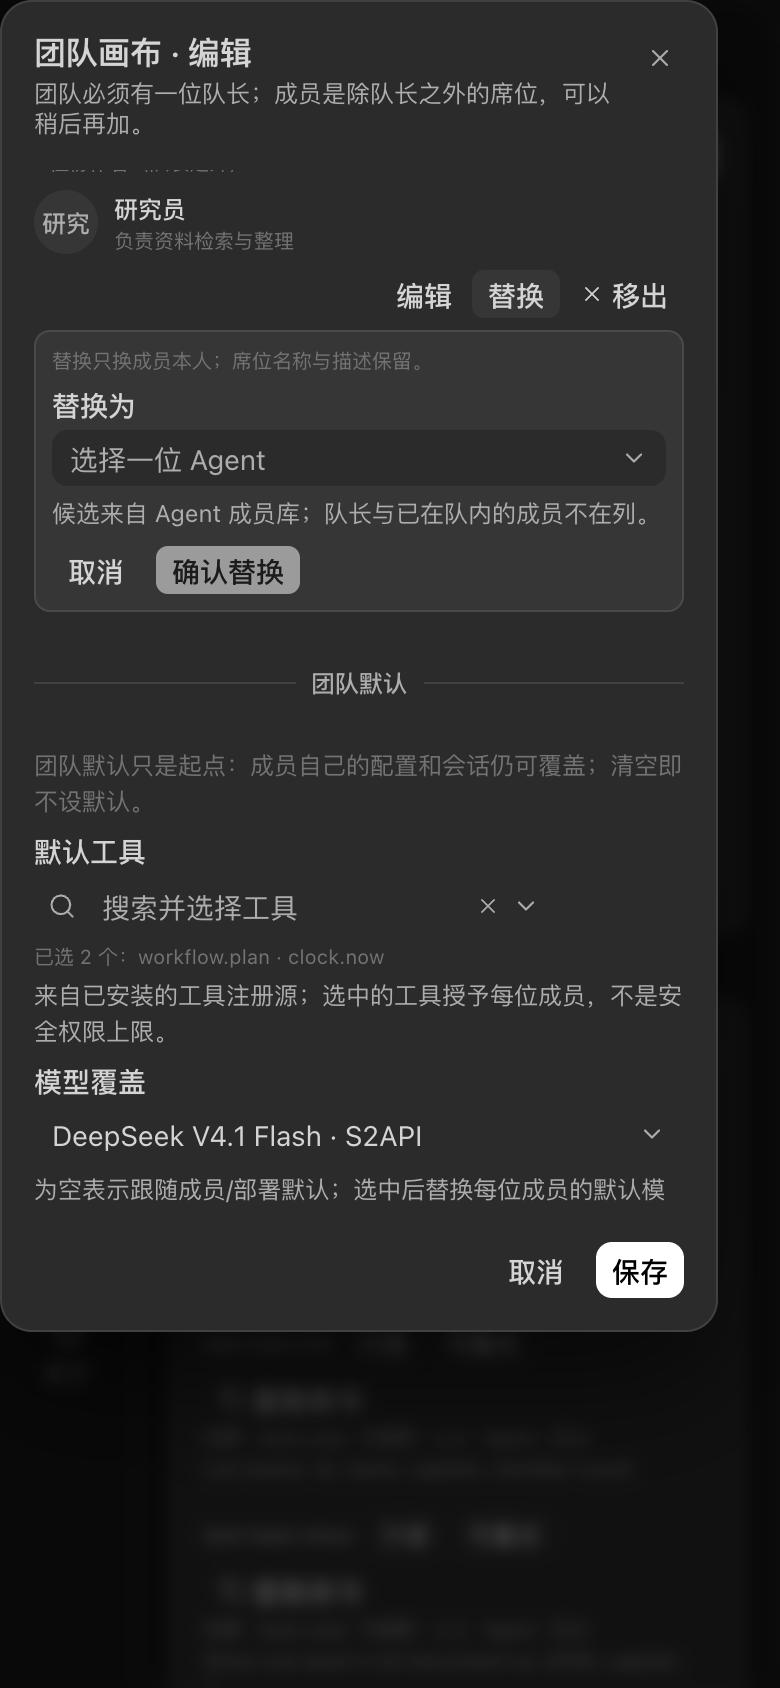 团队画布 · 编辑
团队必须有一位队长；成员是除队长之外的席位，可以
稍后再加。
研究
研究员
负责资料检索与整理
编辑
替换
移出
替换只换成员本人；席位名称与描述保留。
替换为
选择一位 Agent
候选来自 Agent 成员库；队长与已在队内的成员不在列。
取消
确认替换
团队默认
团队默认只是起点：成员自己的配置和会话仍可覆盖；清空即
不设默认。
默认工具
搜索并选择工具
已选 2 个：workflow.plan · clock.now
来自已安装的工具注册源；选中的工具授予每位成员，不是安
全权限上限。
模型覆盖
DeepSeek V4.1 Flash · S2API
为空表示跟随成员/部署默认；选中后替换每位成员的默认模
取消
保存